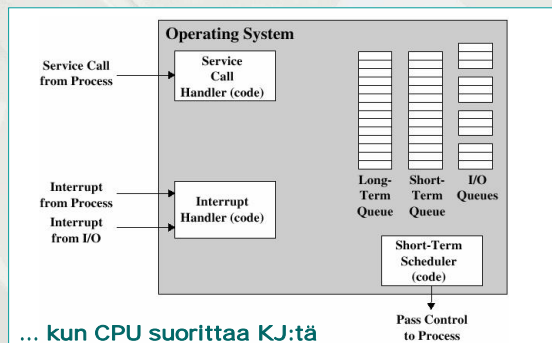 Operating System
Service Call
from Process
Service
Call
Handler (code)
Interrupt
from Process
Interrupt
from I/O
Interrupt
Handler (code)
Long-
Term
Queue
Short-
Term
Queue
I/O
Queues
Short-Term
Scheduler
(code)
Pass Control
to Process
... kun CPU suorittaa KJ:tä